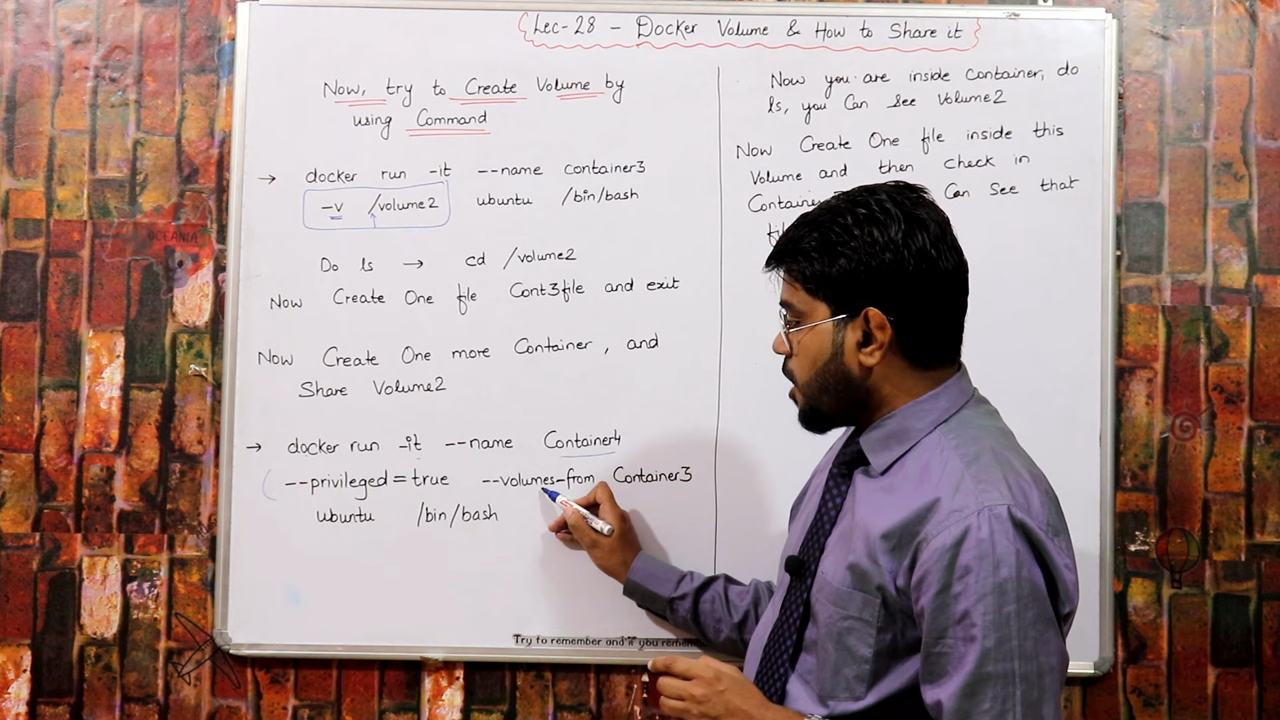 Lec-28 - Docker Volume & How to Share it
Now, try to Create Volume by
using Command
→ docker run -it --name container3
-v /volume2 ubuntu /bin/bash
Do ls → cd /volume2
Now Create One file Cont3file and exit
Now Create One more Container, and
Share Volume2
→ docker run -it --name Container4
--privileged=true --volumes-from Container3
ubuntu /bin/bash
Now you are inside container, do
ls, you Can see Volume2
Now Create One file inside this
Volume and then check in
Can See that
Try to remember and if you
OCEANIA